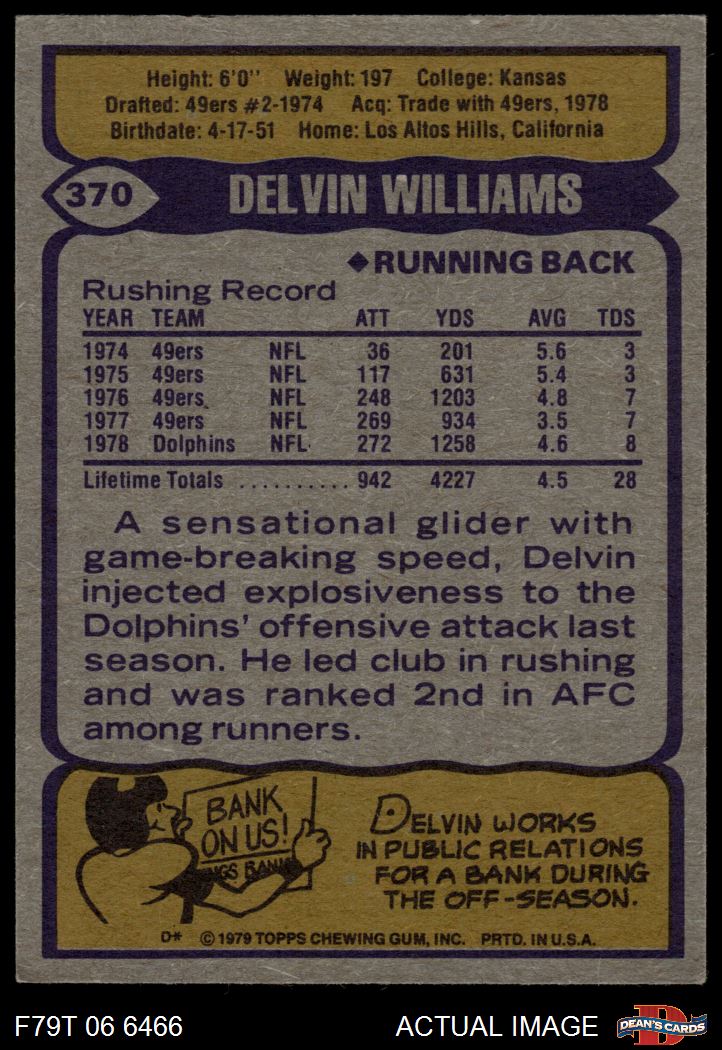 Height: 6'0" Weight: 197 College: Kansas
Drafted: 49ers #2-1974 Acq: Trade with 49ers, 1978
Birthdate: 4-17-51 Home: Los Altos Hills, California
370 DELVIN WILLIAMS
◆RUNNING BACK
Rushing Record
YEAR TEAM ATT YDS AVG TDS
1974 49ers NFL 36 201 5.6 3
1975 49ers NFL 117 631 5.4 3
1976 49ers NFL 248 1203 4.8 7
1977 49ers NFL 269 934 3.5 7
1978 Dolphins NFL 272 1258 4.6 8
Lifetime Totals .......... 942 4227 4.5 28
A sensational glider with
game-breaking speed, Delvin
injected explosiveness to the
Dolphins' offensive attack last
season. He led club in rushing
and was ranked 2nd in AFC
among runners.
BANK
ON US!
NGS BANK
DELVIN WORKS
IN PUBLIC RELATIONS
FOR A BANK DURING
THE OFF-SEASON.
D* © 1979 TOPPS CHEWING GUM, INC. PRTD. IN U.S.A.
F79T 06 6466 ACTUAL IMAGE D DEAN'S CARDS